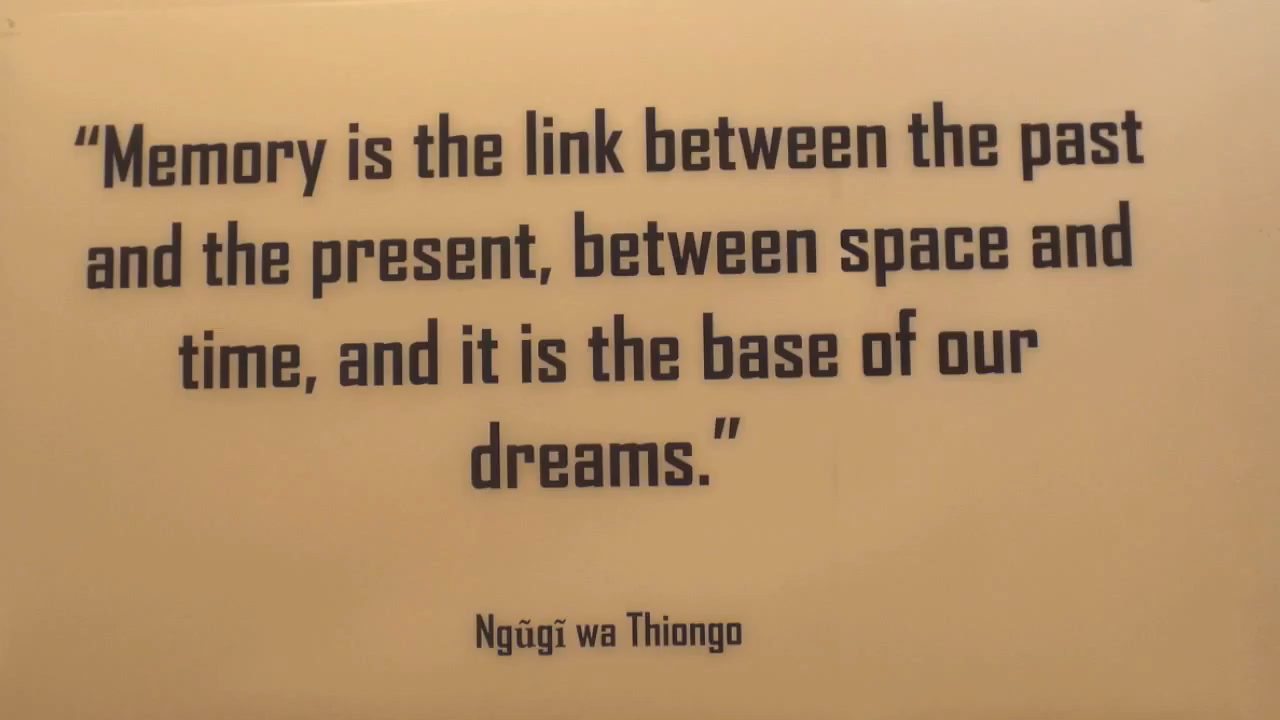 “Memory is the link between the past
and the present, between space and
time, and it is the base of our
dreams.”
Ngũgĩ wa Thiongo